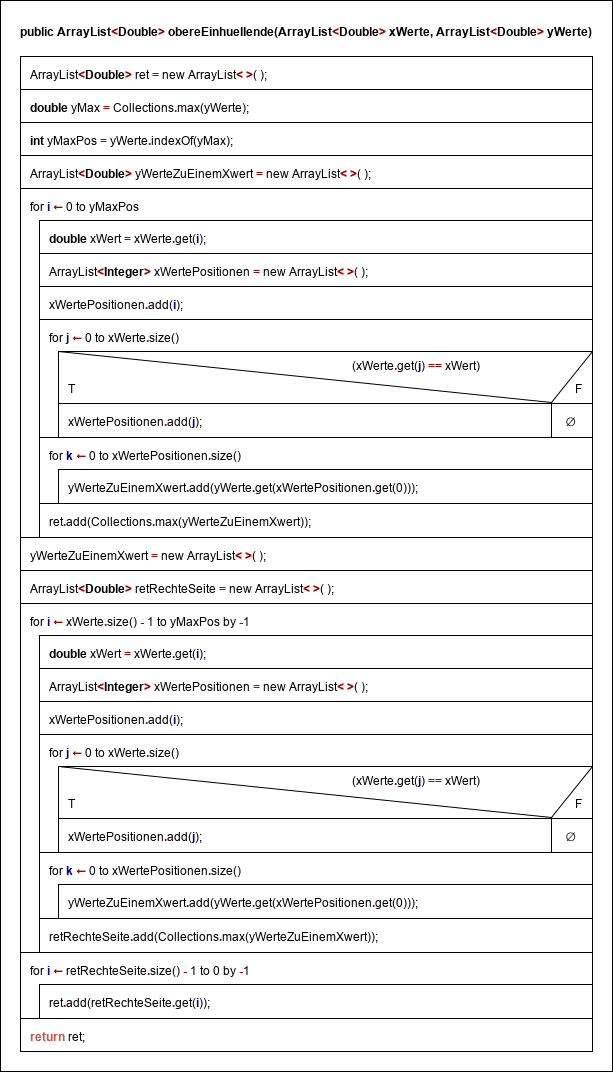 public ArrayList<Double> obereEinhuellende(ArrayList<Double> xWerte, ArrayList<Double> yWerte)
ArrayList<Double> ret = new ArrayList< >( );
double yMax = Collections.max(yWerte);
int yMaxPos = yWerte.indexOf(yMax);
ArrayList<Double> yWerteZuEinemXwert = new ArrayList< >( );
for i ← 0 to yMaxPos
double xWert = xWerte.get(i);
ArrayList<Integer> xWertePositionen = new ArrayList< >( );
xWertePositionen.add(i);
for j ← 0 to xWerte.size()
(xWerte.get(j) == xWert)
T F
xWertePositionen.add(j); ∅
for k ← 0 to xWertePositionen.size()
yWerteZuEinemXwert.add(yWerte.get(xWertePositionen.get(0)));
ret.add(Collections.max(yWerteZuEinemXwert));
yWerteZuEinemXwert = new ArrayList< >( );
ArrayList<Double> retRechteSeite = new ArrayList< >( );
for i ← xWerte.size() - 1 to yMaxPos by -1
double xWert = xWerte.get(i);
ArrayList<Integer> xWertePositionen = new ArrayList< >( );
xWertePositionen.add(i);
for j ← 0 to xWerte.size()
(xWerte.get(j) == xWert)
T F
xWertePositionen.add(j); ∅
for k ← 0 to xWertePositionen.size()
yWerteZuEinemXwert.add(yWerte.get(xWertePositionen.get(0)));
retRechteSeite.add(Collections.max(yWerteZuEinemXwert));
for i ← retRechteSeite.size() - 1 to 0 by -1
ret.add(retRechteSeite.get(i));
return ret;